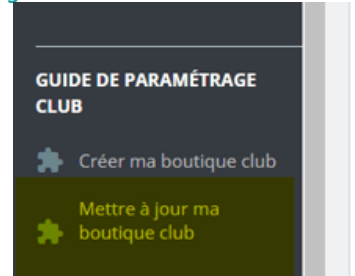 GUIDE DE PARAMÉTRAGE
CLUB
Créer ma boutique club
Mettre à jour ma
boutique club